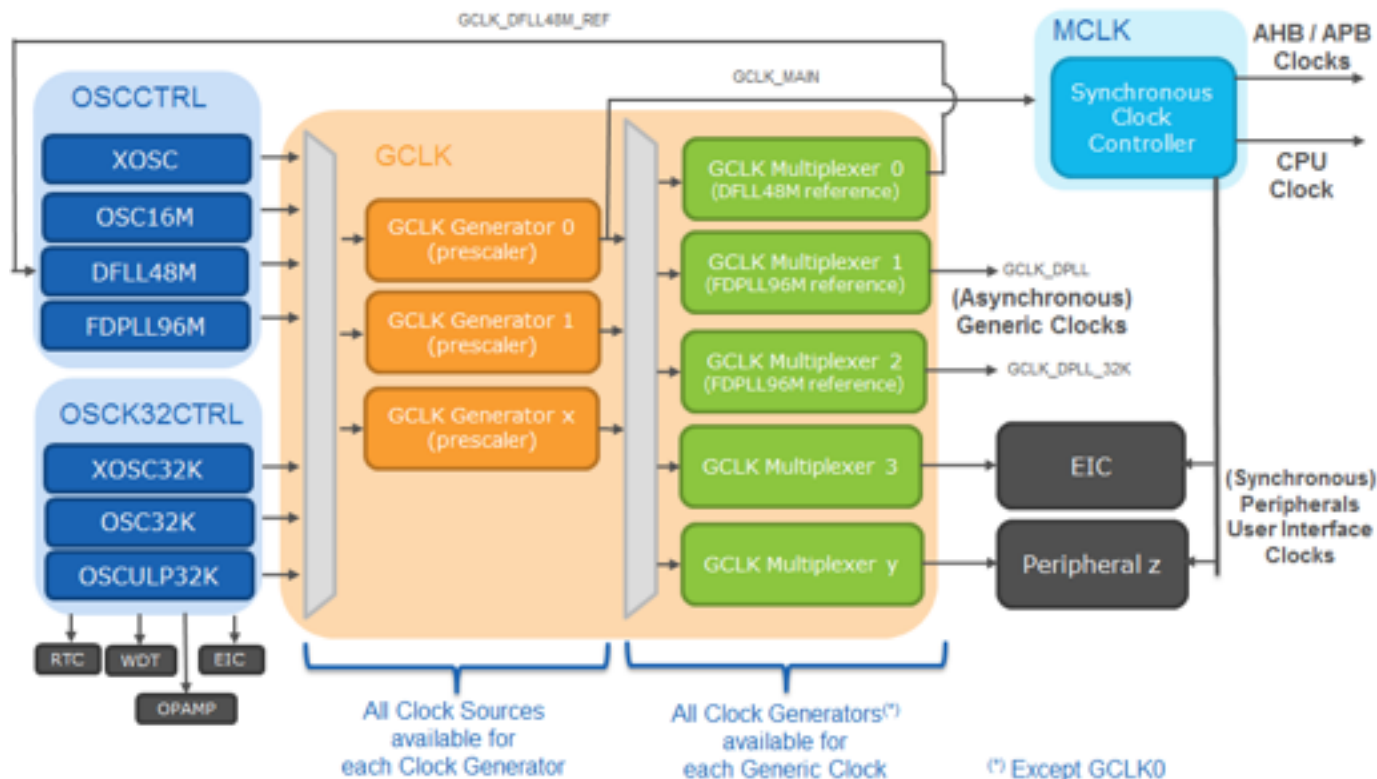 GCLK_DFLL48M_REF
MCLK
AHB / APB
Clocks
GCLK_MAIN
OSCCTRL
Synchronous
Clock
Controller
XOSC
GCLK
GCLK Multiplexer 0
(DFLL48M reference)
CPU
Clock
OSC16M
GCLK Generator 0
(prescaler)
DFLL48M
GCLK Multiplexer 1
(FDPLL96M reference)
GCLK_DPLL
(Asynchronous)
Generic Clocks
FDPLL96M
GCLK Generator 1
(prescaler)
GCLK Multiplexer 2
(FDPLL96M reference)
GCLK_DPLL_32K
OSCK32CTRL
GCLK Generator x
(prescaler)
XOSC32K
GCLK Multiplexer 3
EIC
(Synchronous)
Peripherals
User Interface
Clocks
OSC32K
OSCULP32K
GCLK Multiplexer y
Peripheral z
RTC
WDT
EIC
OPAMP
All Clock Sources
available for
each Clock Generator
All Clock Generators(*)
available for
each Generic Clock
(*) Except GCLK0